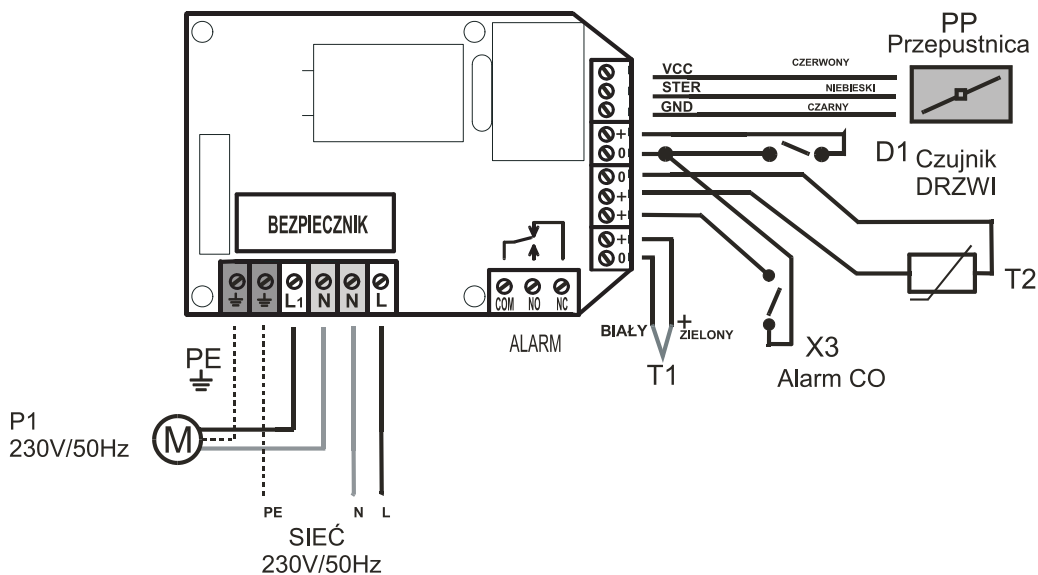 PP
Przepustnica
VCC CZERWONY
STER NIEBIESKI
GND CZARNY
+
0
D1 Czujnik
DRZWI
0
+
+
T2
+
0
BEZPIECZNIK
L1 N N L
COM NO NC
ALARM
BIAŁY + ZIELONY
T1
X3
Alarm CO
PE
P1
230V/50Hz
M
PE N L
SIEĆ
230V/50Hz